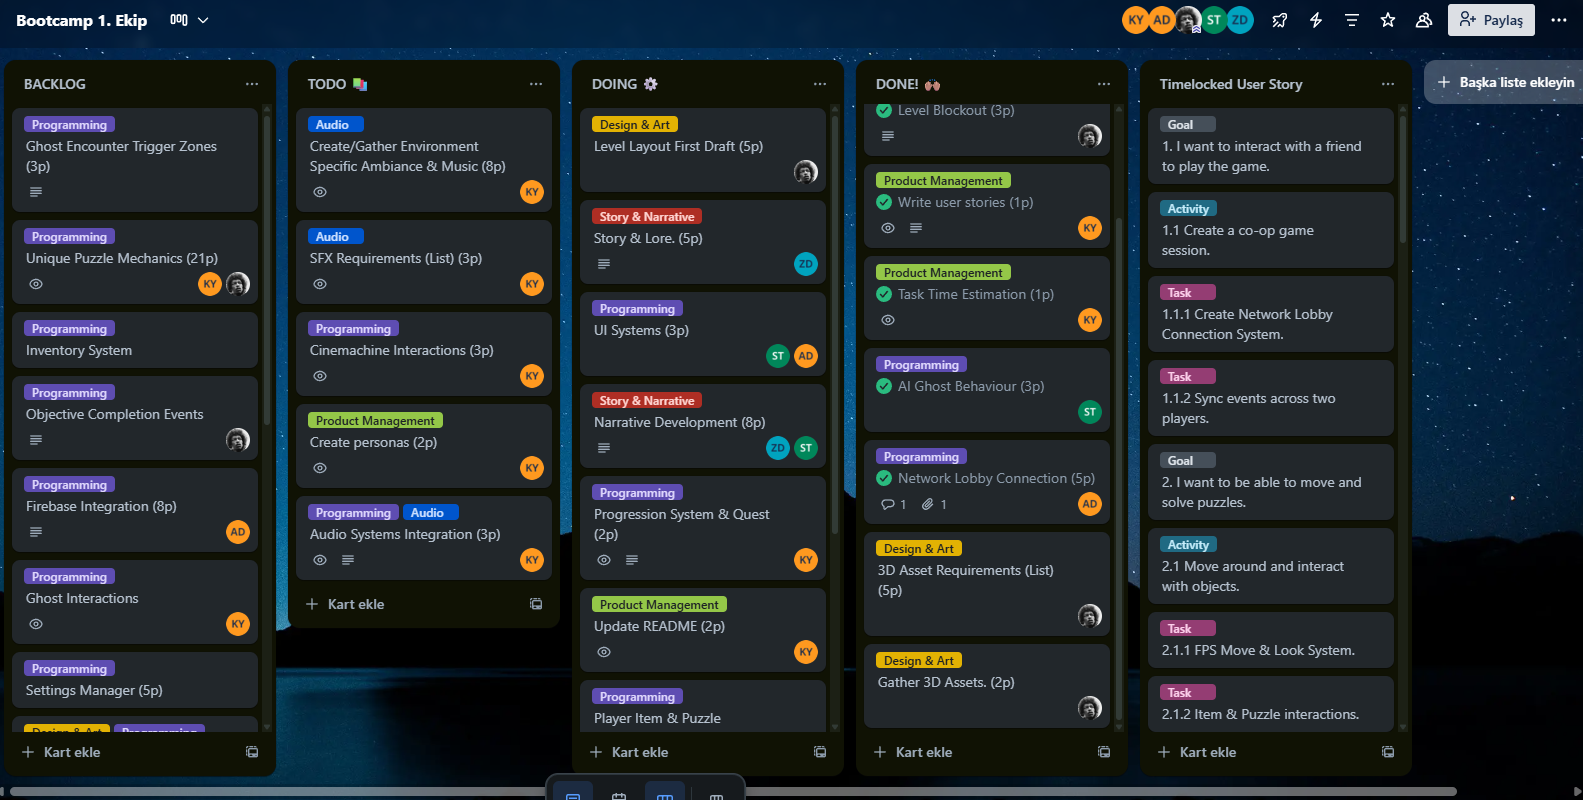 Bootcamp 1. Ekip
KY AD ST ZD
Paylaş
BACKLOG
Programming
Ghost Encounter Trigger Zones
(3p)
Programming
Unique Puzzle Mechanics (21p)
KY
Programming
Inventory System
Programming
Objective Completion Events
Programming
Firebase Integration (8p)
AD
Programming
Ghost Interactions
KY
Programming
Settings Manager (5p)
Design & Art Programming
Kart ekle
TODO
Audio
Create/Gather Environment
Specific Ambiance & Music (8p)
KY
Audio
SFX Requirements (List) (3p)
KY
Programming
Cinemachine Interactions (3p)
KY
Product Management
Create personas (2p)
KY
Programming Audio
Audio Systems Integration (3p)
KY
Kart ekle
DOING
Design & Art
Level Layout First Draft (5p)
Story & Narrative
Story & Lore. (5p)
ZD
Programming
UI Systems (3p)
ST AD
Story & Narrative
Narrative Development (8p)
ZD ST
Programming
Progression System & Quest
(2p)
KY
Product Management
Update README (2p)
KY
Programming
Player Item & Puzzle
Kart ekle
DONE!
Level Blockout (3p)
Product Management
Write user stories (1p)
KY
Product Management
Task Time Estimation (1p)
KY
Programming
AI Ghost Behaviour (3p)
ST
Programming
Network Lobby Connection (5p)
1 1
AD
Design & Art
3D Asset Requirements (List)
(5p)
Design & Art
Gather 3D Assets. (2p)
Kart ekle
Timelocked User Story
Goal
1. I want to interact with a friend
to play the game.
Activity
1.1 Create a co-op game
session.
Task
1.1.1 Create Network Lobby
Connection System.
Task
1.1.2 Sync events across two
players.
Goal
2. I want to be able to move and
solve puzzles.
Activity
2.1 Move around and interact
with objects.
Task
2.1.1 FPS Move & Look System.
Task
2.1.2 Item & Puzzle interactions.
Kart ekle
Başka liste ekleyin